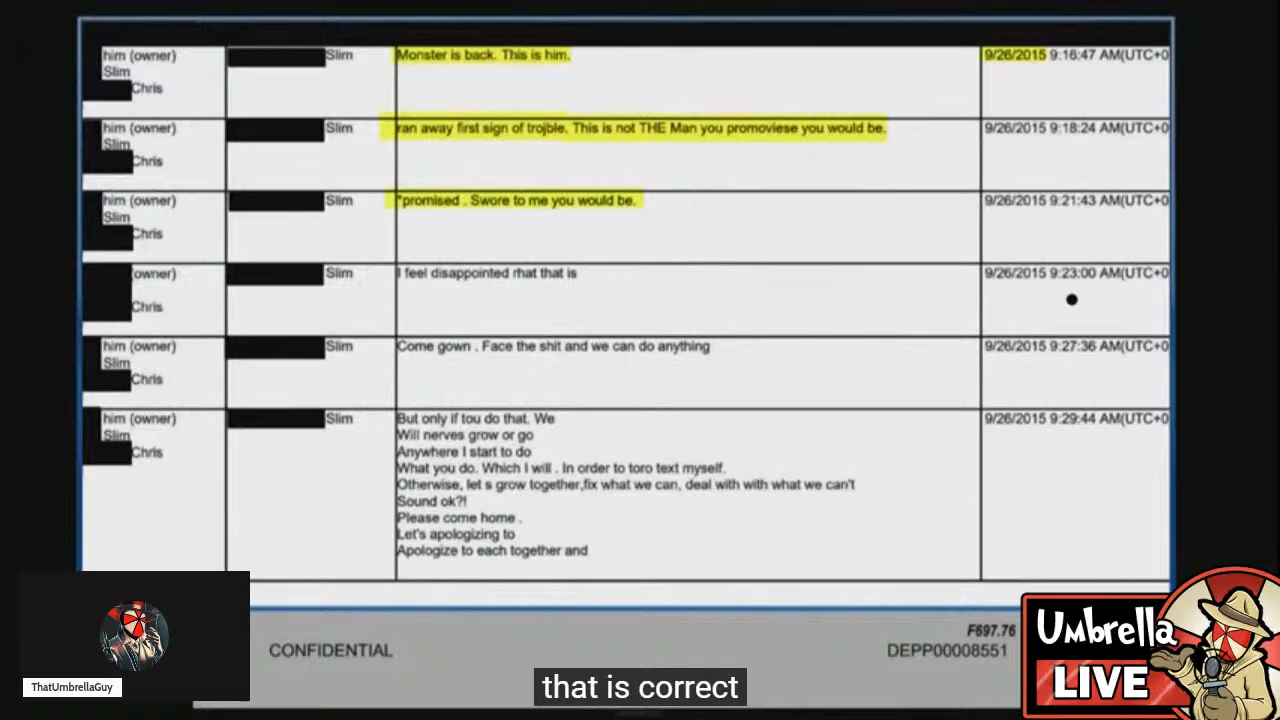 him (owner) Slim Monster is back. This is him. 9/26/2015 9:16:47 AM(UTC+0
Slim
Chris
him (owner) Slim ran away first sign of trojble. This is not THE Man you promoviese you would be. 9/26/2015 9:18:24 AM(UTC+0
Slim
Chris
him (owner) Slim *promised . Swore to me you would be. 9/26/2015 9:21:43 AM(UTC+0
Slim
Chris
(owner) Slim I feel disappointed rhat that is 9/26/2015 9:23:00 AM(UTC+0
Chris
him (owner) Slim Come gown . Face the shit and we can do anything 9/26/2015 9:27:36 AM(UTC+0
Slim
Chris
him (owner) Slim But only if tou do that. We 9/26/2015 9:29:44 AM(UTC+0
Slim Will nerves grow or go
Chris Anywhere I start to do
What you do. Which I will . In order to toro text myself.
Otherwise, let s grow together,fix what we can, deal with with what we can't
Sound ok?!
Please come home .
Let's apologizing to
Apologize to each together and
F697.76
CONFIDENTIAL DEPP00008551
ThatUmbrellaGuy
that is correct
Umbrella
LIVE